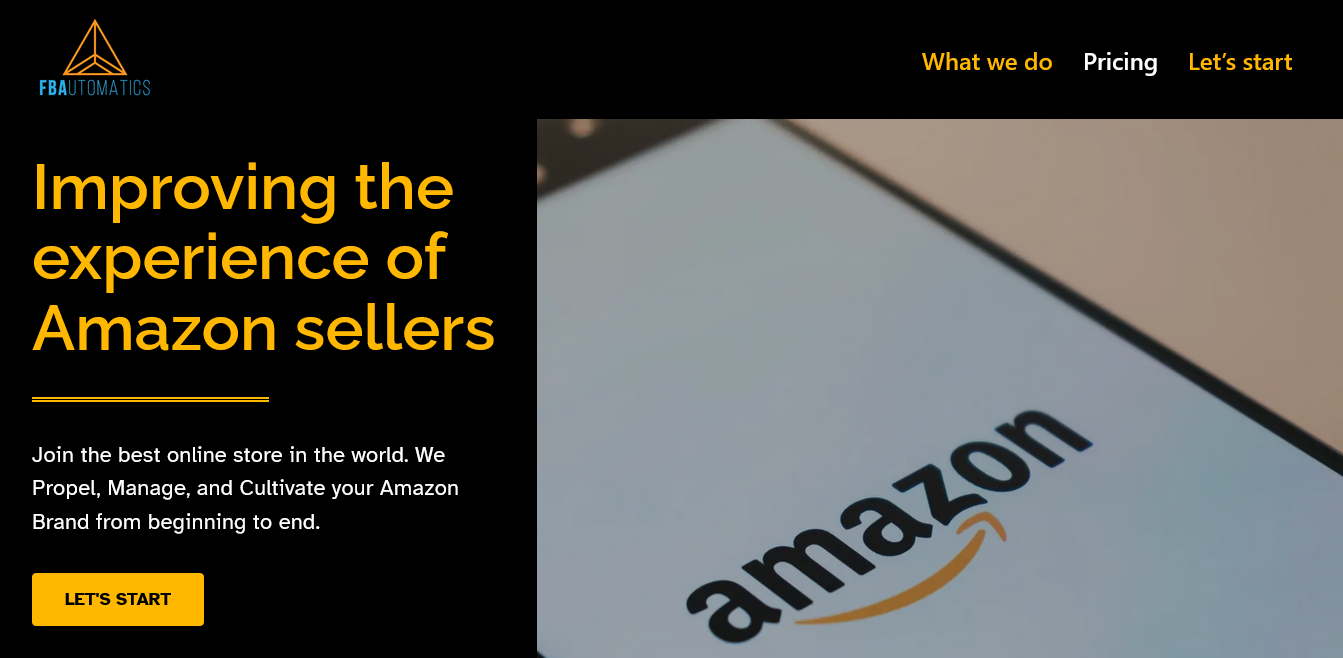 FBAUTOMATICS
What we do
Pricing
Let’s start
Improving the
experience of
Amazon sellers
Join the best online store in the world. We
Propel, Manage, and Cultivate your Amazon
Brand from beginning to end.
LET'S START
amazon